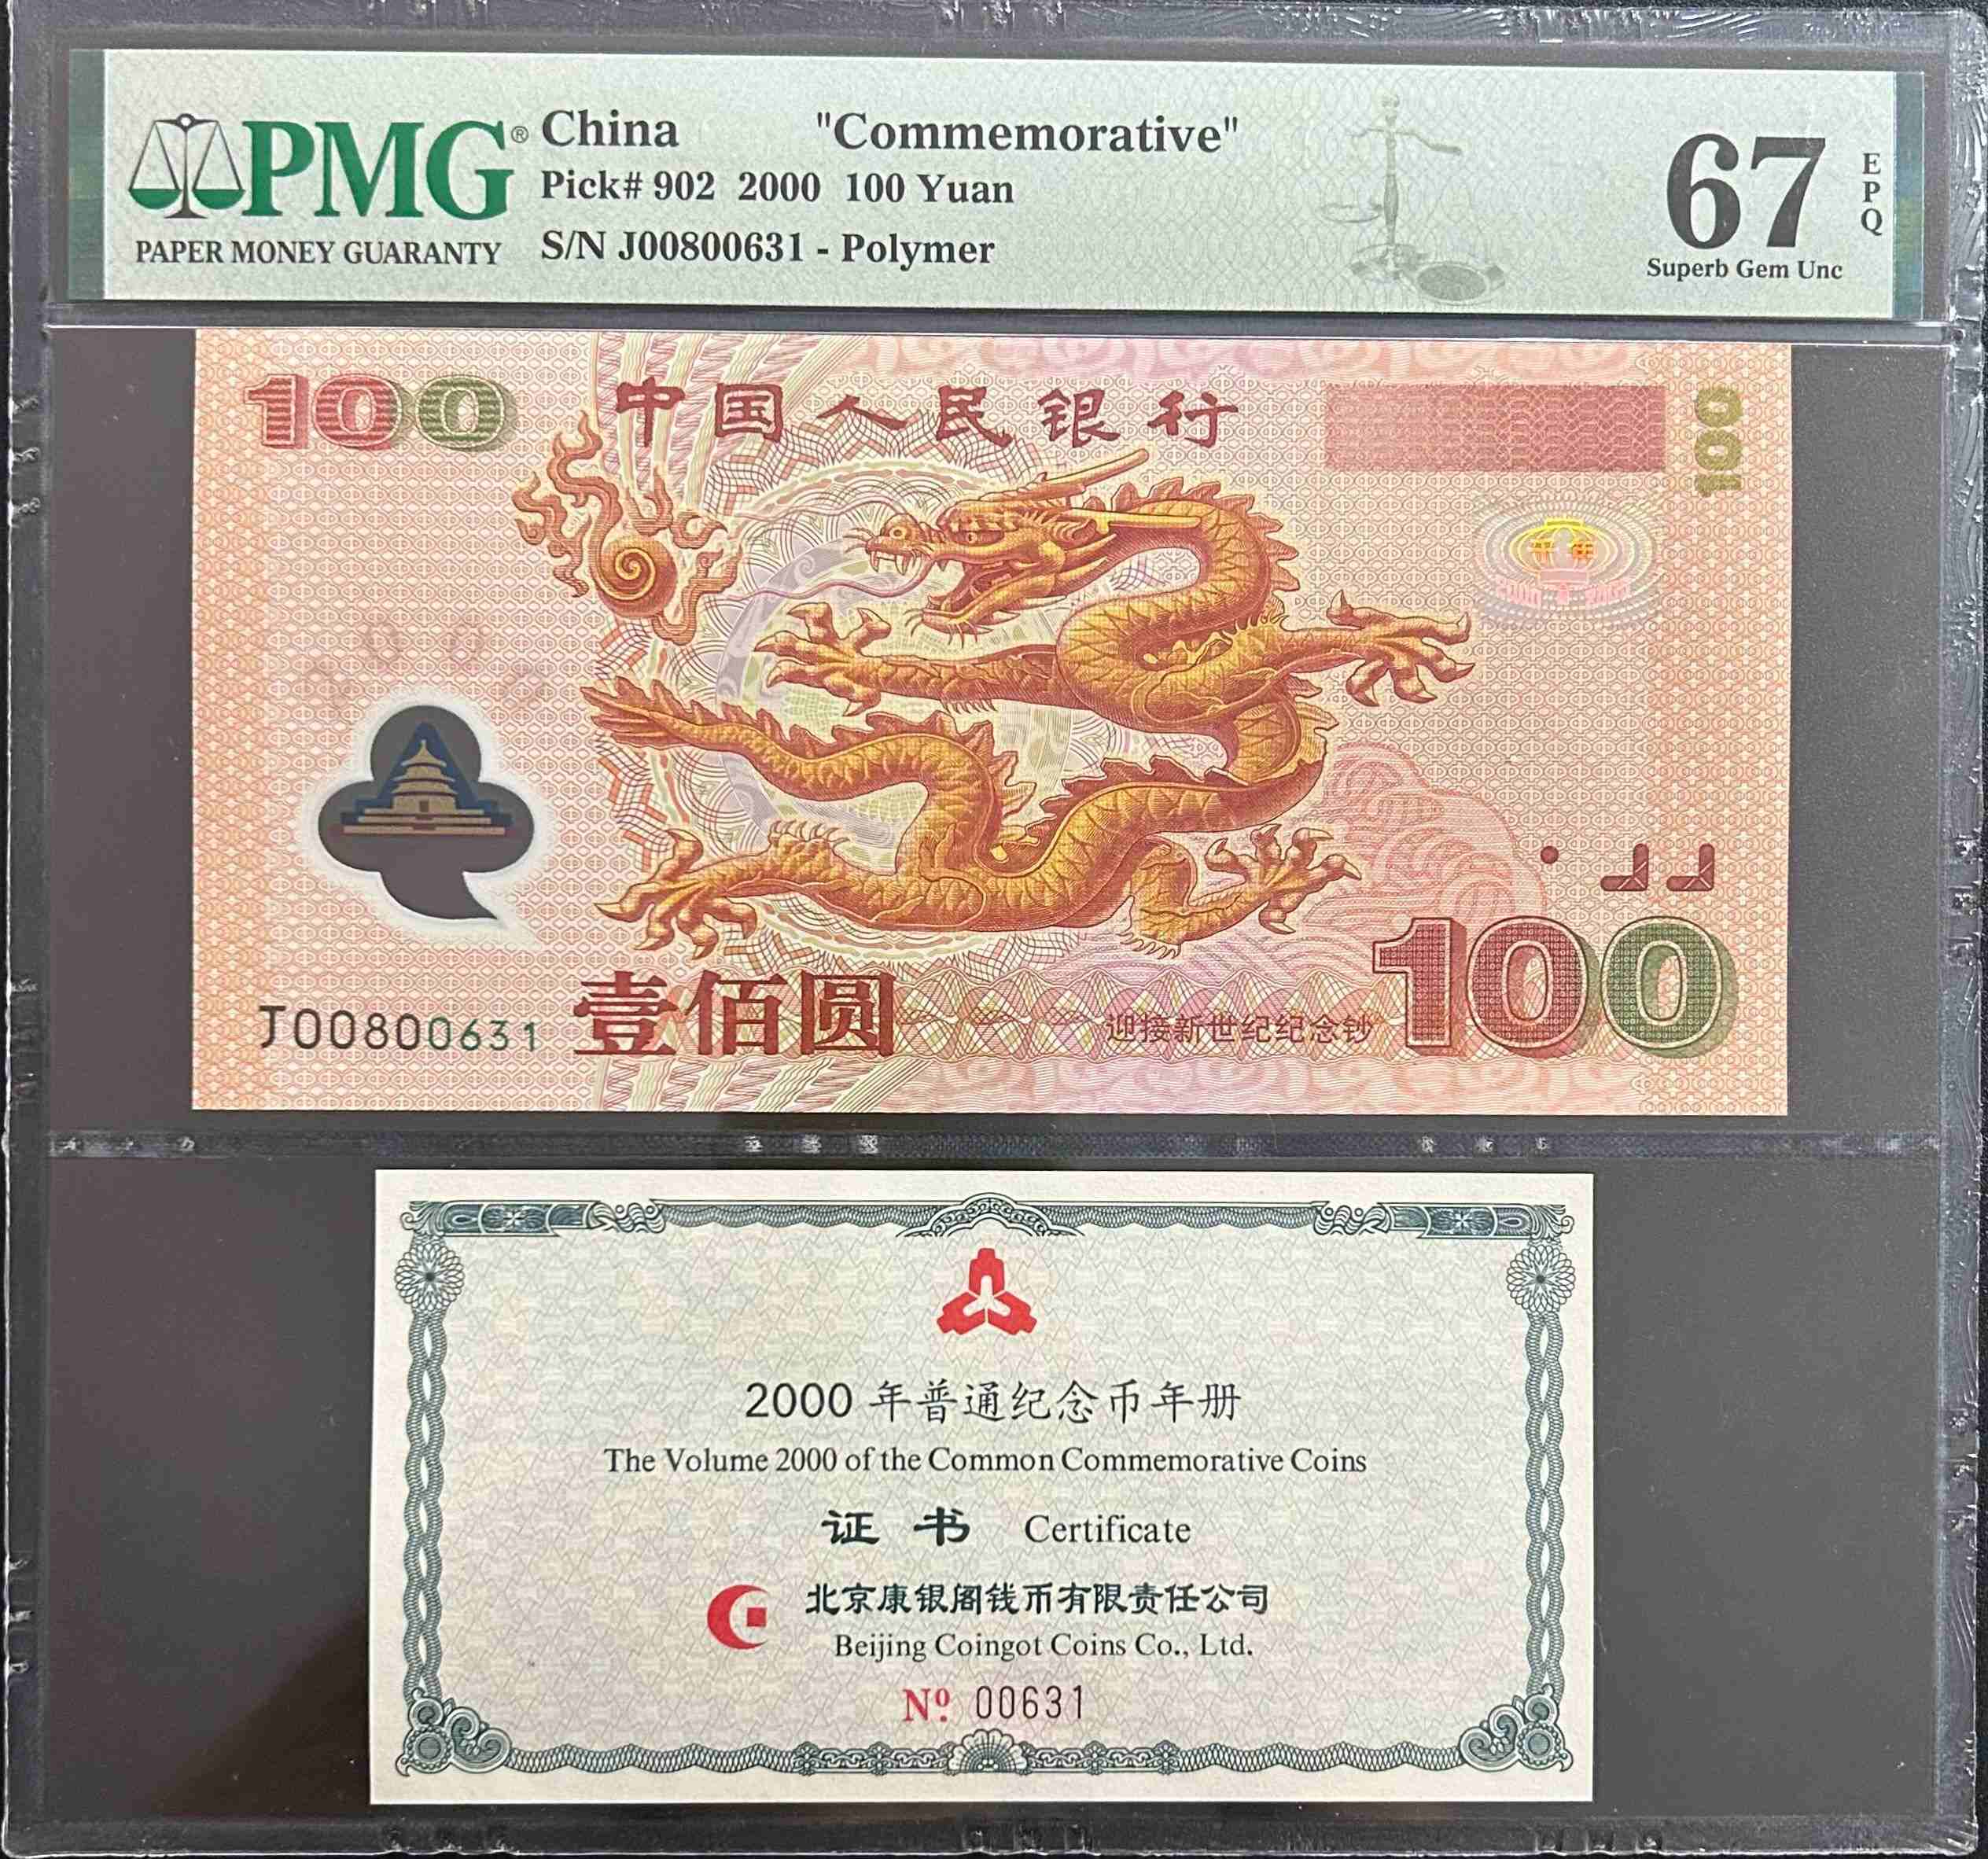 PMG® China "Commemorative"
Pick# 902 2000 100 Yuan
PAPER MONEY GUARANTY S/N J00800631 - Polymer
67 EPQ
Superb Gem Unc
100 中国人民银行 100
2000
J00800631 壹佰圆 迎接新世纪纪念钞 100
2000 年普通纪念币年册
The Volume 2000 of the Common Commemorative Coins
证书 Certificate
北京康银阁钱币有限责任公司
Beijing Coingot Coins Co., Ltd.
Nº 00631